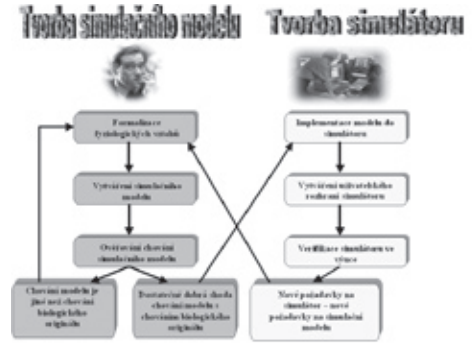 Tvorba simulačního modelu
Tvorba simulátoru
Formalizace
fyziologických vztahů
Vytváření simulačního
modelu
Ověřování chování
simulačního modelu
Chování modelu je
jiné než chování
biologického
originálu
Dostatečně dobrá shoda
chování modelu s
chováním biologického
originálu
Implementace modelu do
simulátoru
Vytváření uživatelského
rozhraní simulátoru
Verifikace simulátoru ve
výuce
Nové požadavky na
simulátor – nové
požadavky na simulační
modelu